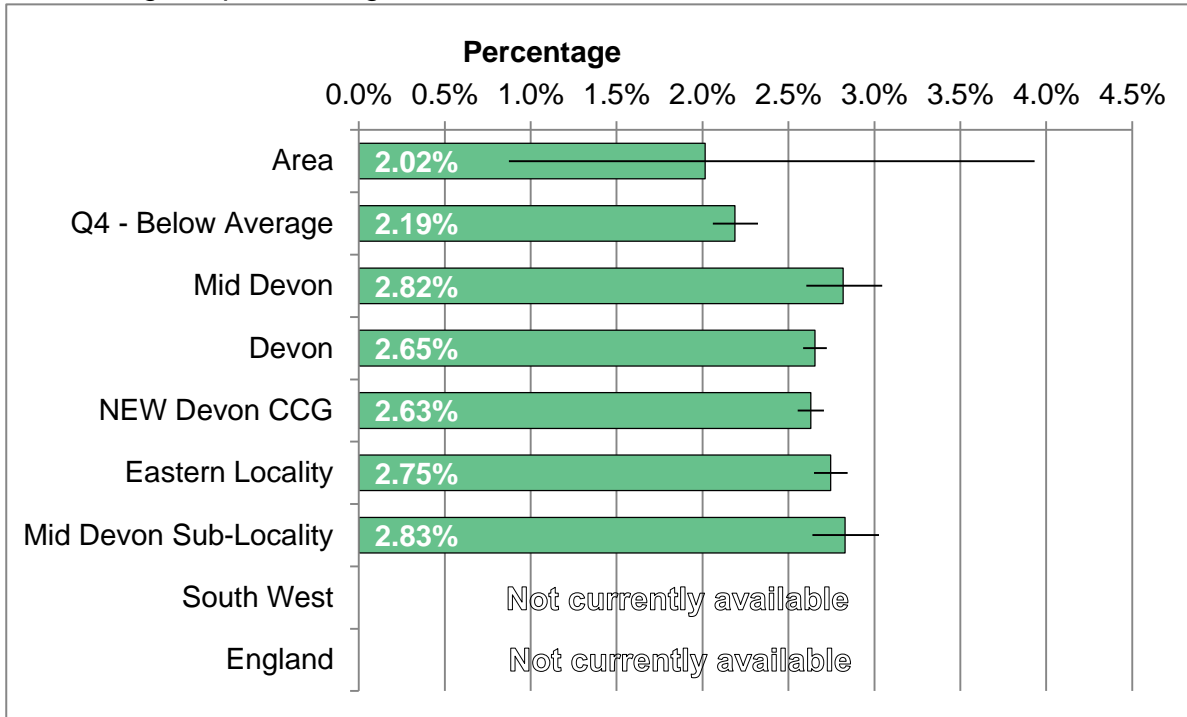 Percentage
0.0% 0.5% 1.0% 1.5% 2.0% 2.5% 3.0% 3.5% 4.0% 4.5%
Area 2.02%
Q4 - Below Average 2.19%
Mid Devon 2.82%
Devon 2.65%
NEW Devon CCG 2.63%
Eastern Locality 2.75%
Mid Devon Sub-Locality 2.83%
South West Not currently available
England Not currently available